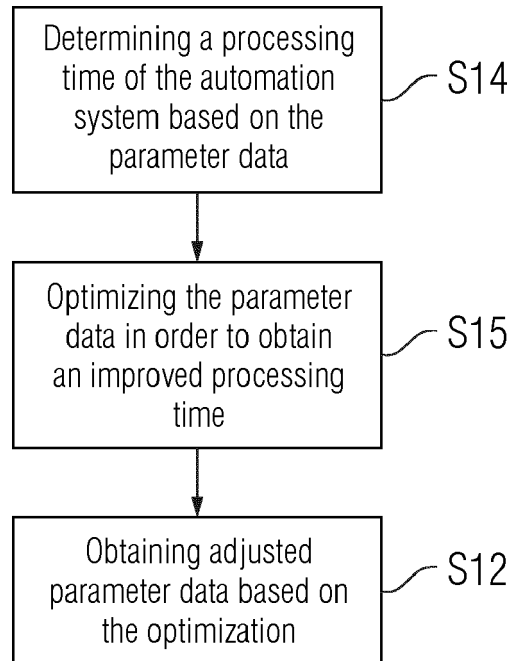 Determining a processing
time of the automation
system based on the
parameter data
S14
Optimizing the parameter
data in order to obtain
an improved processing
time
S15
Obtaining adjusted
parameter data based on
the optimization
S12